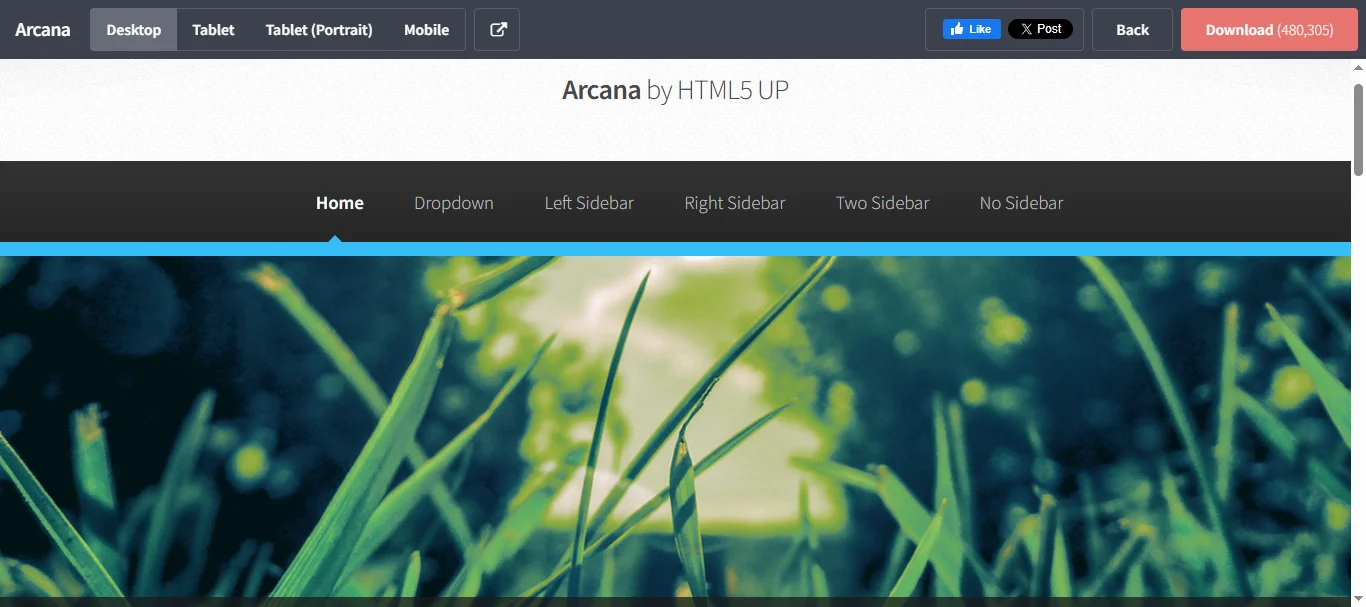 Arcana Desktop Tablet Tablet (Portrait) Mobile Like Post Back Download (480,305)
Arcana by HTML5 UP
Home Dropdown Left Sidebar Right Sidebar Two Sidebar No Sidebar